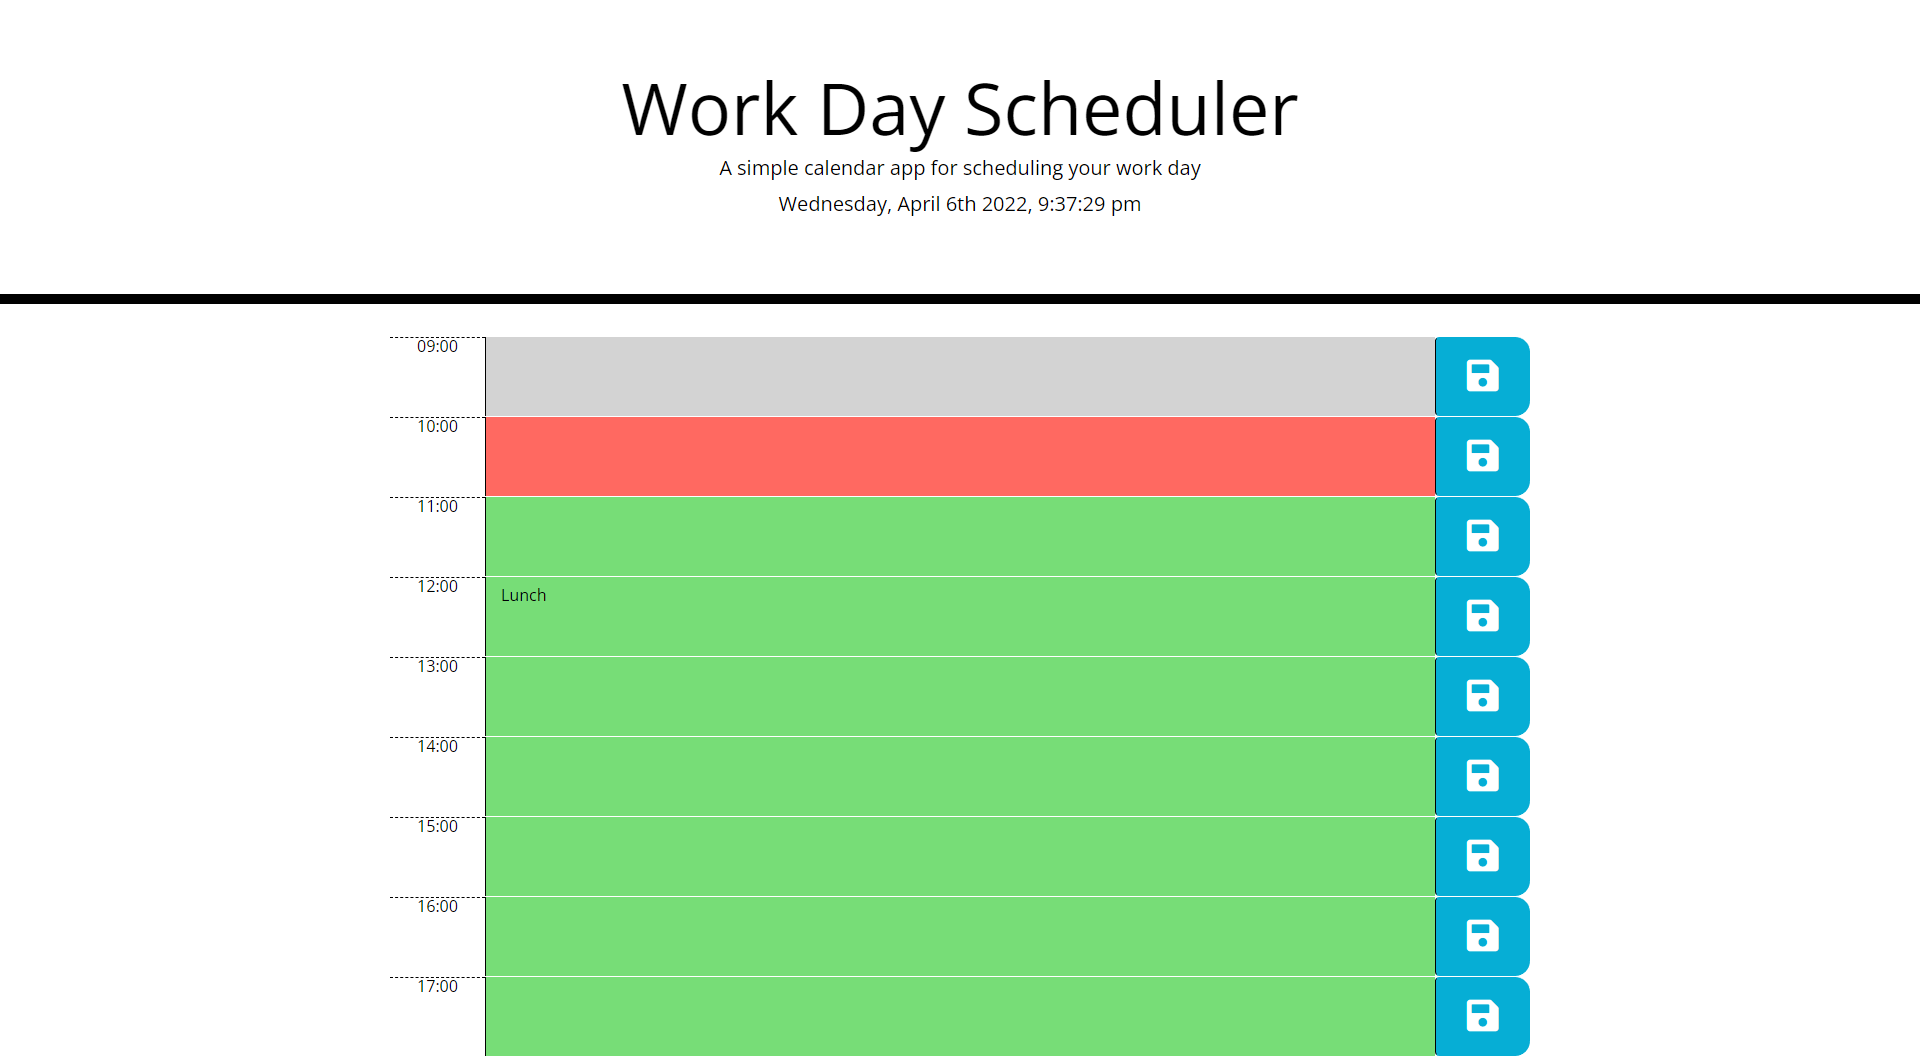 Work Day Scheduler
A simple calendar app for scheduling your work day
Wednesday, April 6th 2022, 9:37:29 pm
09:00
10:00
11:00
12:00
Lunch
13:00
14:00
15:00
16:00
17:00